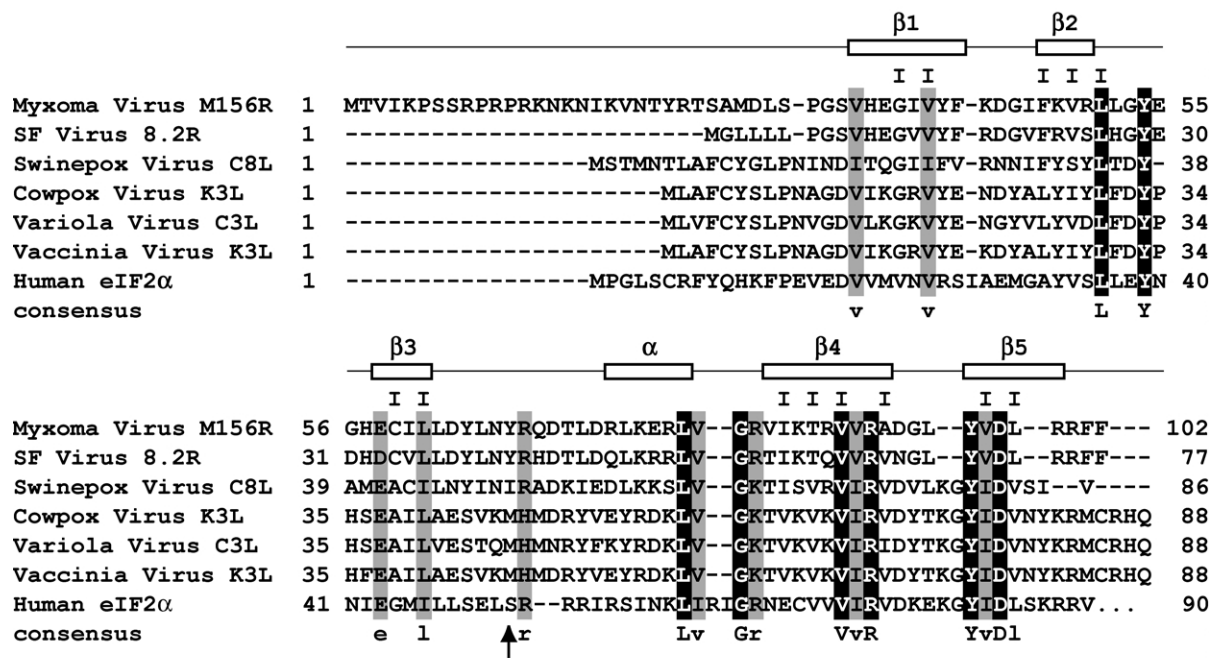 β1 β2
I I I I I
Myxoma Virus M156R 1 MTVIKPSSRPRPRKNKNIKVNTYRTSAMDLS-PGSVHEGIVYF-KDGIFKVRLLGYE 55
SF Virus 8.2R 1 -------------------------MGLLLL-PGSVHEGVVYF-RDGVFRVSLHGYE 30
Swinepox Virus C8L 1 -----------------MSTMNTLAFCYGLPNINDITQGIIFV-RNNIFYSYLTDY- 38
Cowpox Virus K3L 1 ----------------------MLAFCYSLPNAGDVIKGRVYE-NDYALYIYLFDYP 34
Variola Virus C3L 1 ----------------------MLVFCYSLPNVGDVLKGKVYE-NGYVLYVDLFDYP 34
Vaccinia Virus K3L 1 ----------------------MLAFCYSLPNAGDVIKGRVYE-KDYALYIYLFDYP 34
Human eIF2α 1 -----------------MPGLSCRFYQHKFPEVEDVVMVNVRSIAEMGAYVSLLEYN 40
consensus v v L Y
β3 α β4 β5
I I I I I I I I
Myxoma Virus M156R 56 GHECILLDYLNYRQDTLDRLKERLV--GRVIKTRVVRADGL--YVDL--RRFF---- 102
SF Virus 8.2R 31 DHDCVLLDYLNYRHDTLDQLKRRLV--GRTIKTQVVRVNGL--YVDL--RRFF---- 77
Swinepox Virus C8L 39 AMEACILNYINIRADKIEDLKKSLV--GKTISVRVIRVDVLKGYIDVSI--V---- 86
Cowpox Virus K3L 35 HSEAILAESVKMHMDRYVEYRDKLV--GKTVKVKVIRVDYTKGYIDVNYKRMCRHQ 88
Variola Virus C3L 35 HSEAILVESTQMHMNRYFKYRDKLV--GKTVKVKVIRIDYTKGYIDVNYKRMCRHQ 88
Vaccinia Virus K3L 35 HFEAILAESVKMHMDRYVEYRDKLV--GKTVKVKVIRVDYTKGYIDVNYKRMCRHQ 88
Human eIF2α 41 NIEGMILLSELSR--RRIRSINKLIRIGRNECVVVIRVDKEKGYIDLSKRRV... 90
consensus e l r Lv Gr VvR YvDl